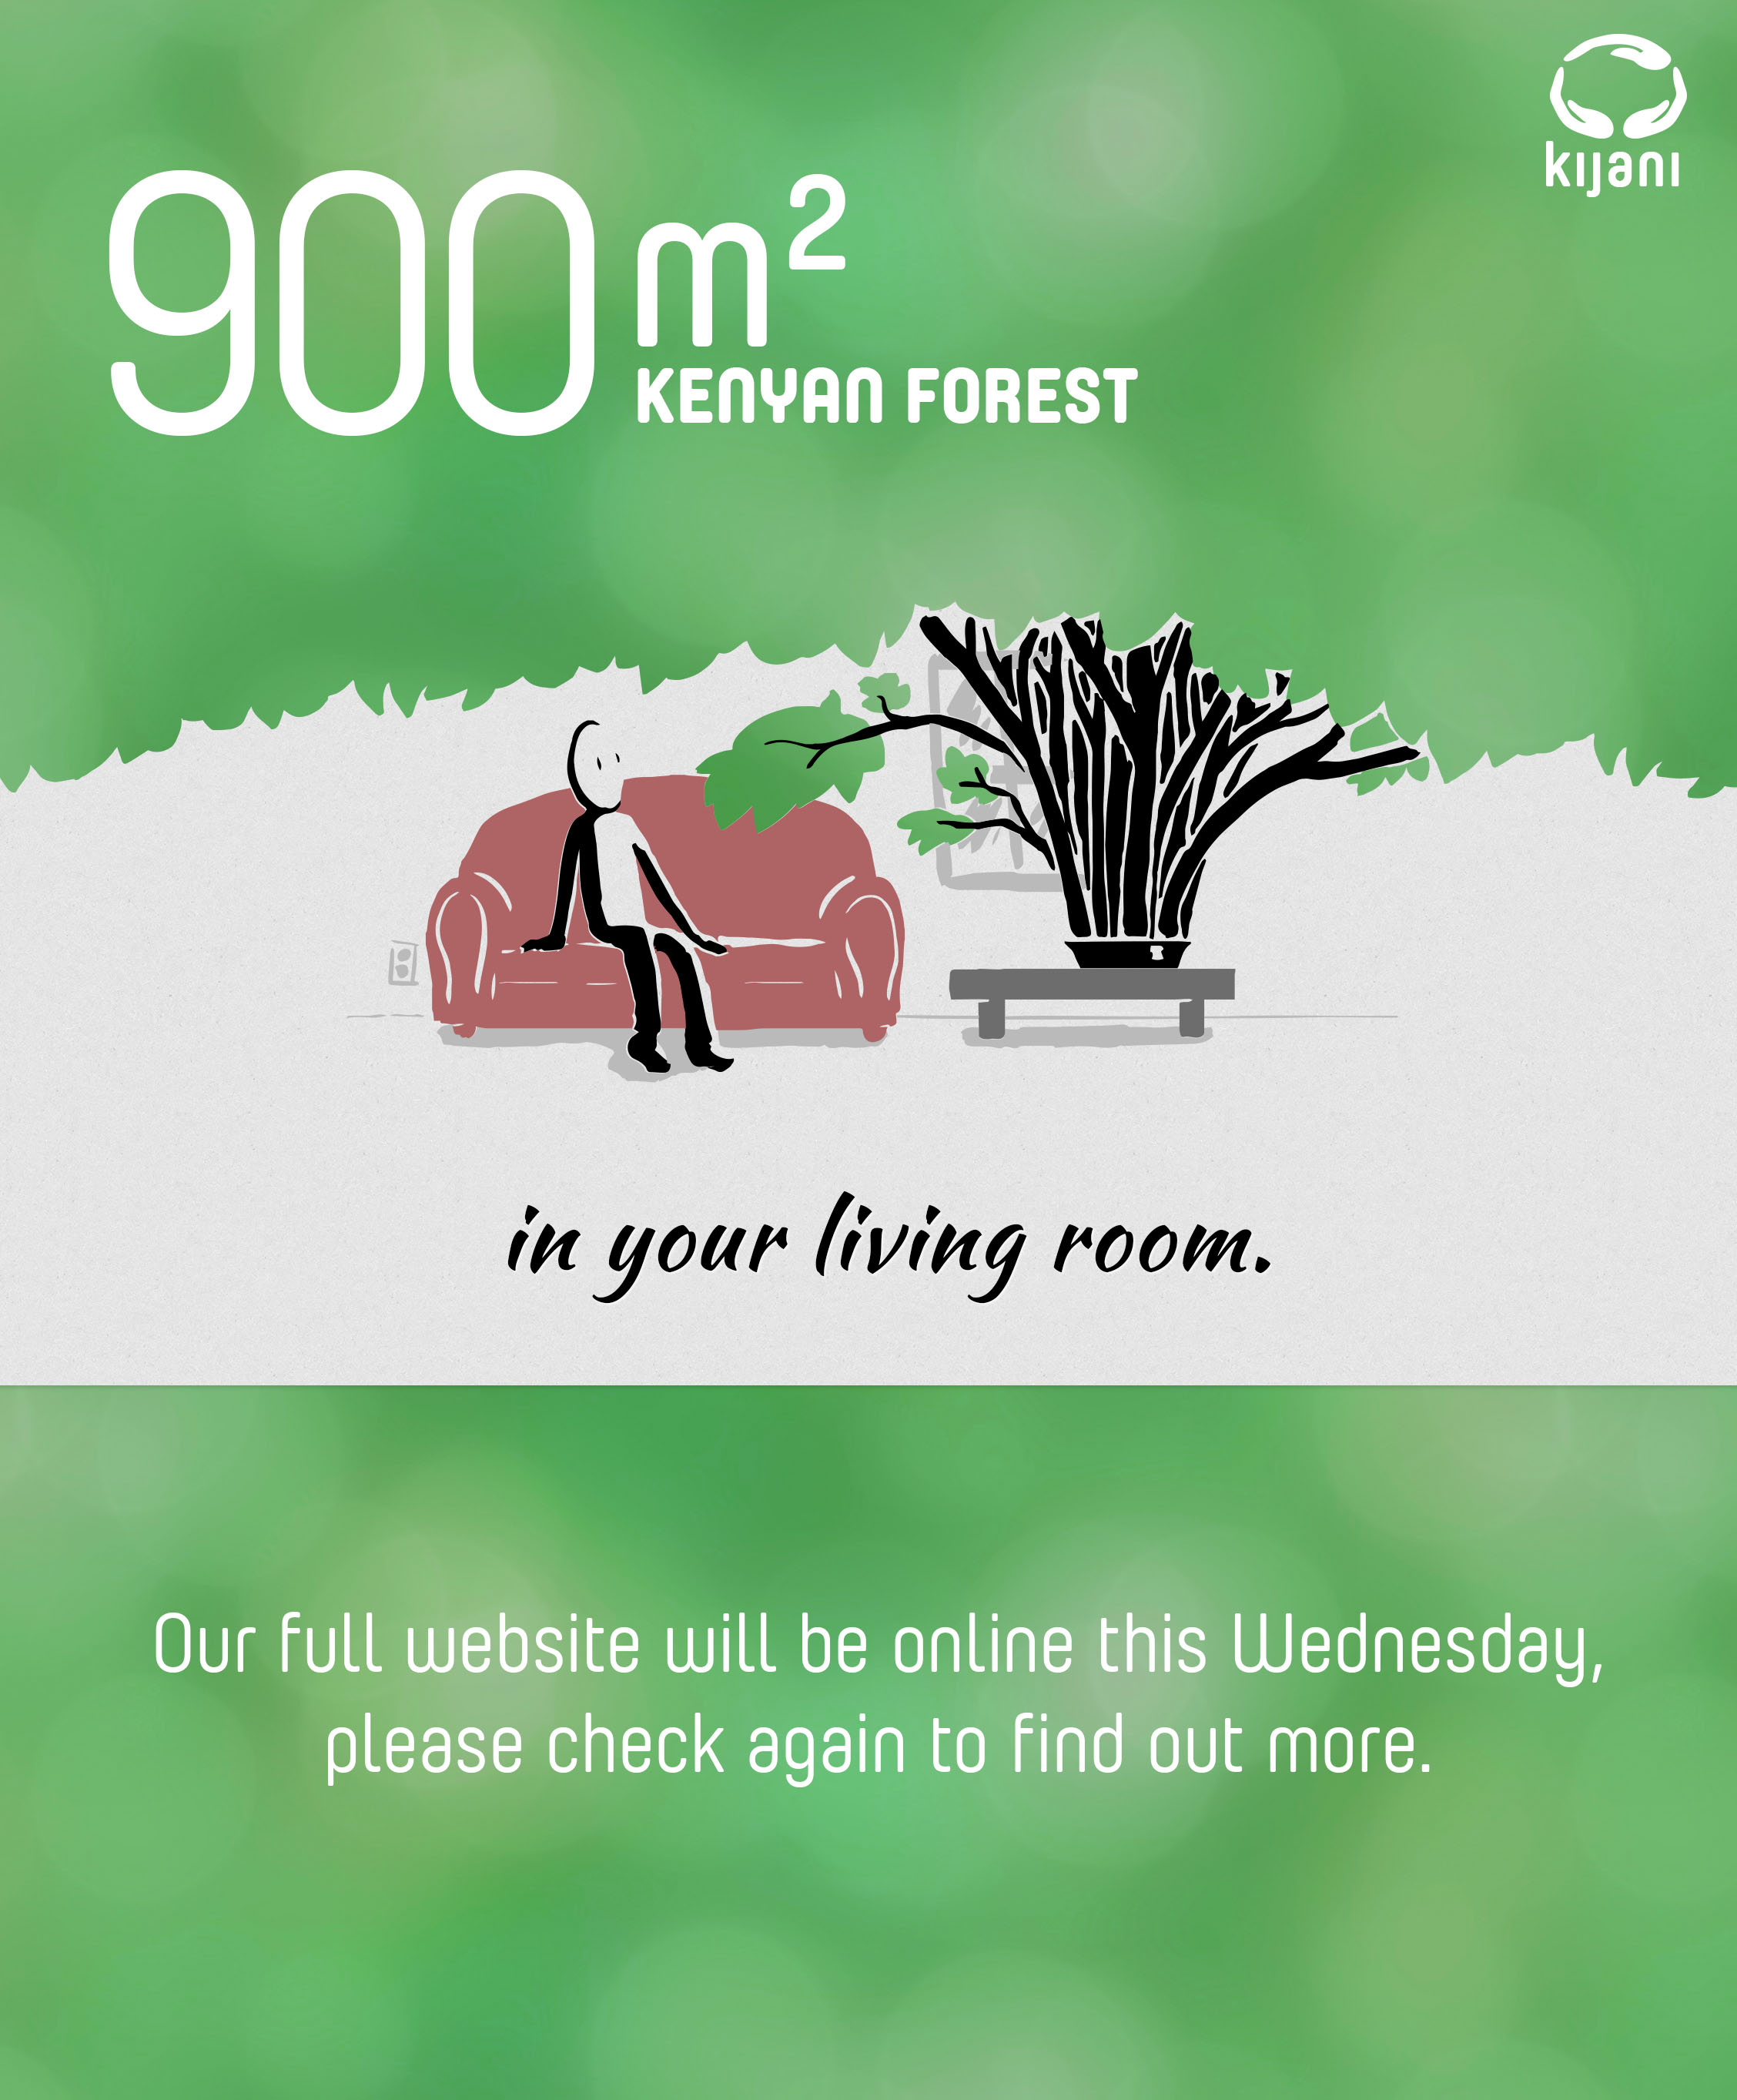 kijani
900 m²
KENYAN FOREST
in your living room.
Our full website will be online this Wednesday,
please check again to find out more.